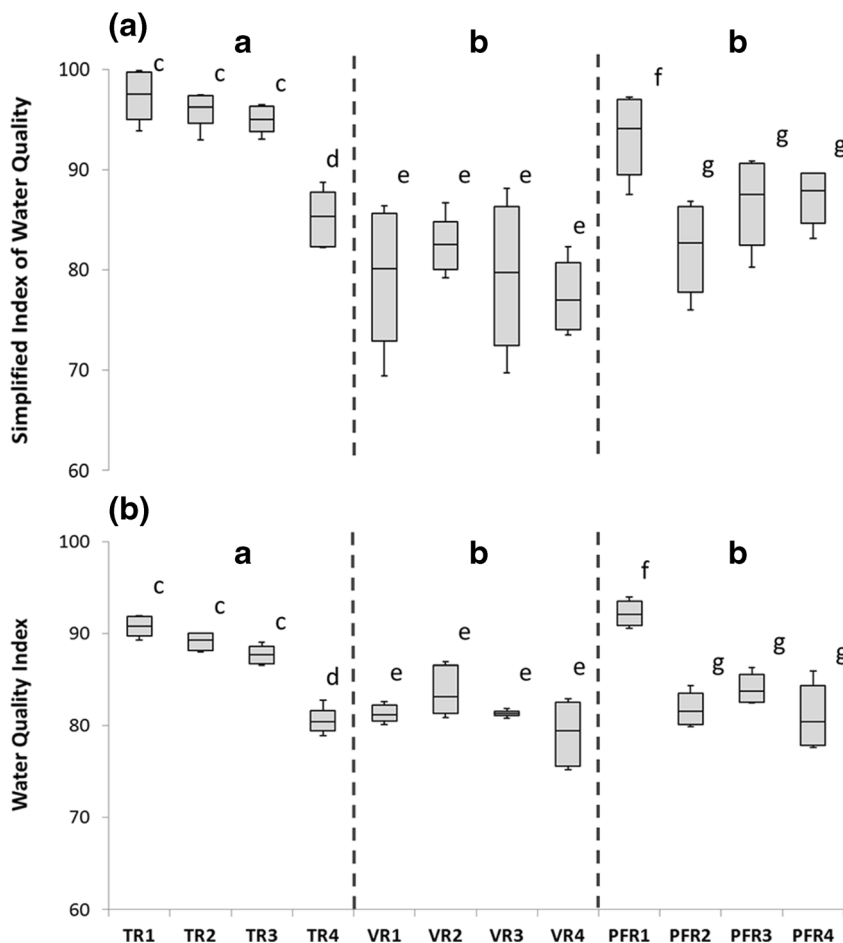 (a) a b b
Simplified Index of Water Quality
100
90
80
70
60
c c c d e e e e f g g g
(b) a b b
Water Quality Index
100
90
80
70
60
c c c d e e e e f g g g
TR1 TR2 TR3 TR4 VR1 VR2 VR3 VR4 PFR1 PFR2 PFR3 PFR4